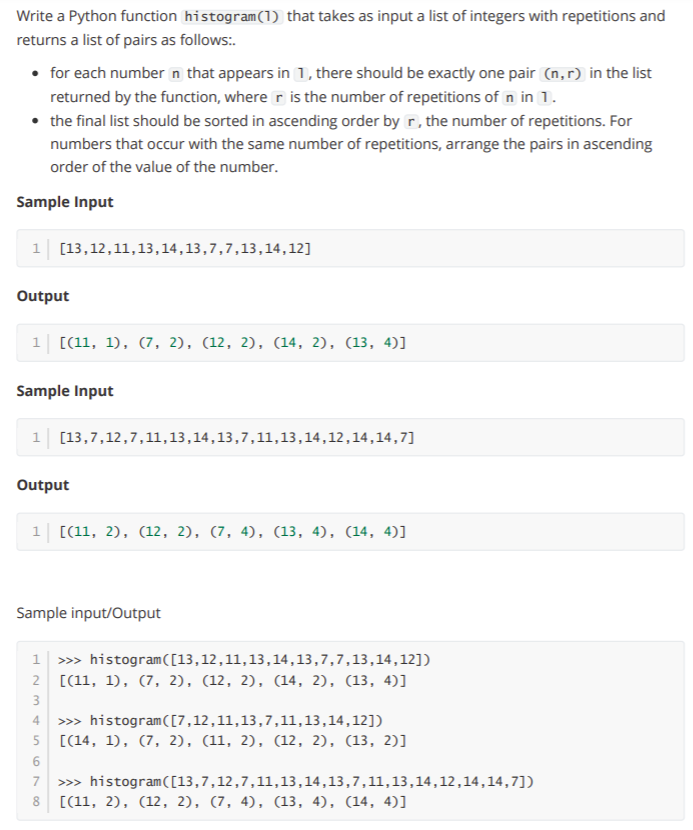 Write a Python function histogram(l) that takes as input a list of integers with repetitions and
returns a list of pairs as follows:.
• for each number n that appears in l, there should be exactly one pair (n,r) in the list
returned by the function, where r is the number of repetitions of n in l.
• the final list should be sorted in ascending order by r, the number of repetitions. For
numbers that occur with the same number of repetitions, arrange the pairs in ascending
order of the value of the number.
Sample Input
1 [13,12,11,13,14,13,7,7,13,14,12]
Output
1 [(11, 1), (7, 2), (12, 2), (14, 2), (13, 4)]
Sample Input
1 [13,7,12,7,11,13,14,13,7,11,13,14,12,14,14,7]
Output
1 [(11, 2), (12, 2), (7, 4), (13, 4), (14, 4)]
Sample input/Output
1 >>> histogram([13,12,11,13,14,13,7,7,13,14,12])
2 [(11, 1), (7, 2), (12, 2), (14, 2), (13, 4)]
3
4 >>> histogram([7,12,11,13,7,11,13,14,12])
5 [(14, 1), (7, 2), (11, 2), (12, 2), (13, 2)]
6
7 >>> histogram([13,7,12,7,11,13,14,13,7,11,13,14,12,14,14,7])
8 [(11, 2), (12, 2), (7, 4), (13, 4), (14, 4)]